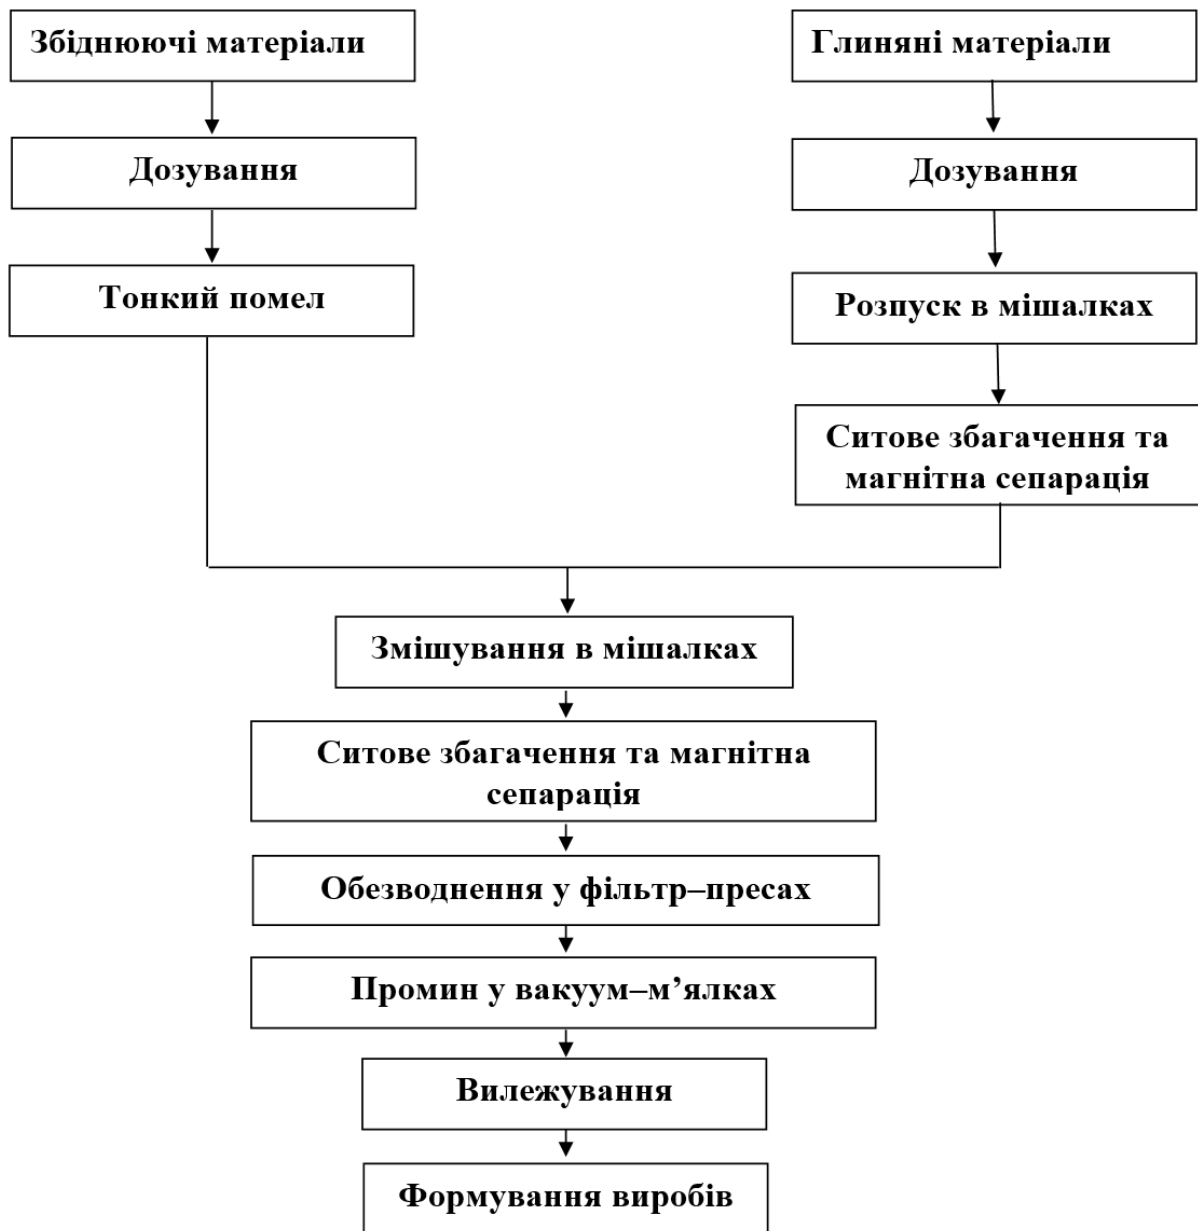 Збіднюючі матеріали
Глиняні матеріали
Дозування
Дозування
Тонкий помел
Розпуск в мішалках
Ситове збагачення та
магнітна сепарація
Змішування в мішалках
Ситове збагачення та магнітна
сепарація
Обезводнення у фільтр–пресах
Промин у вакуум–м’ялках
Вилежування
Формування виробів